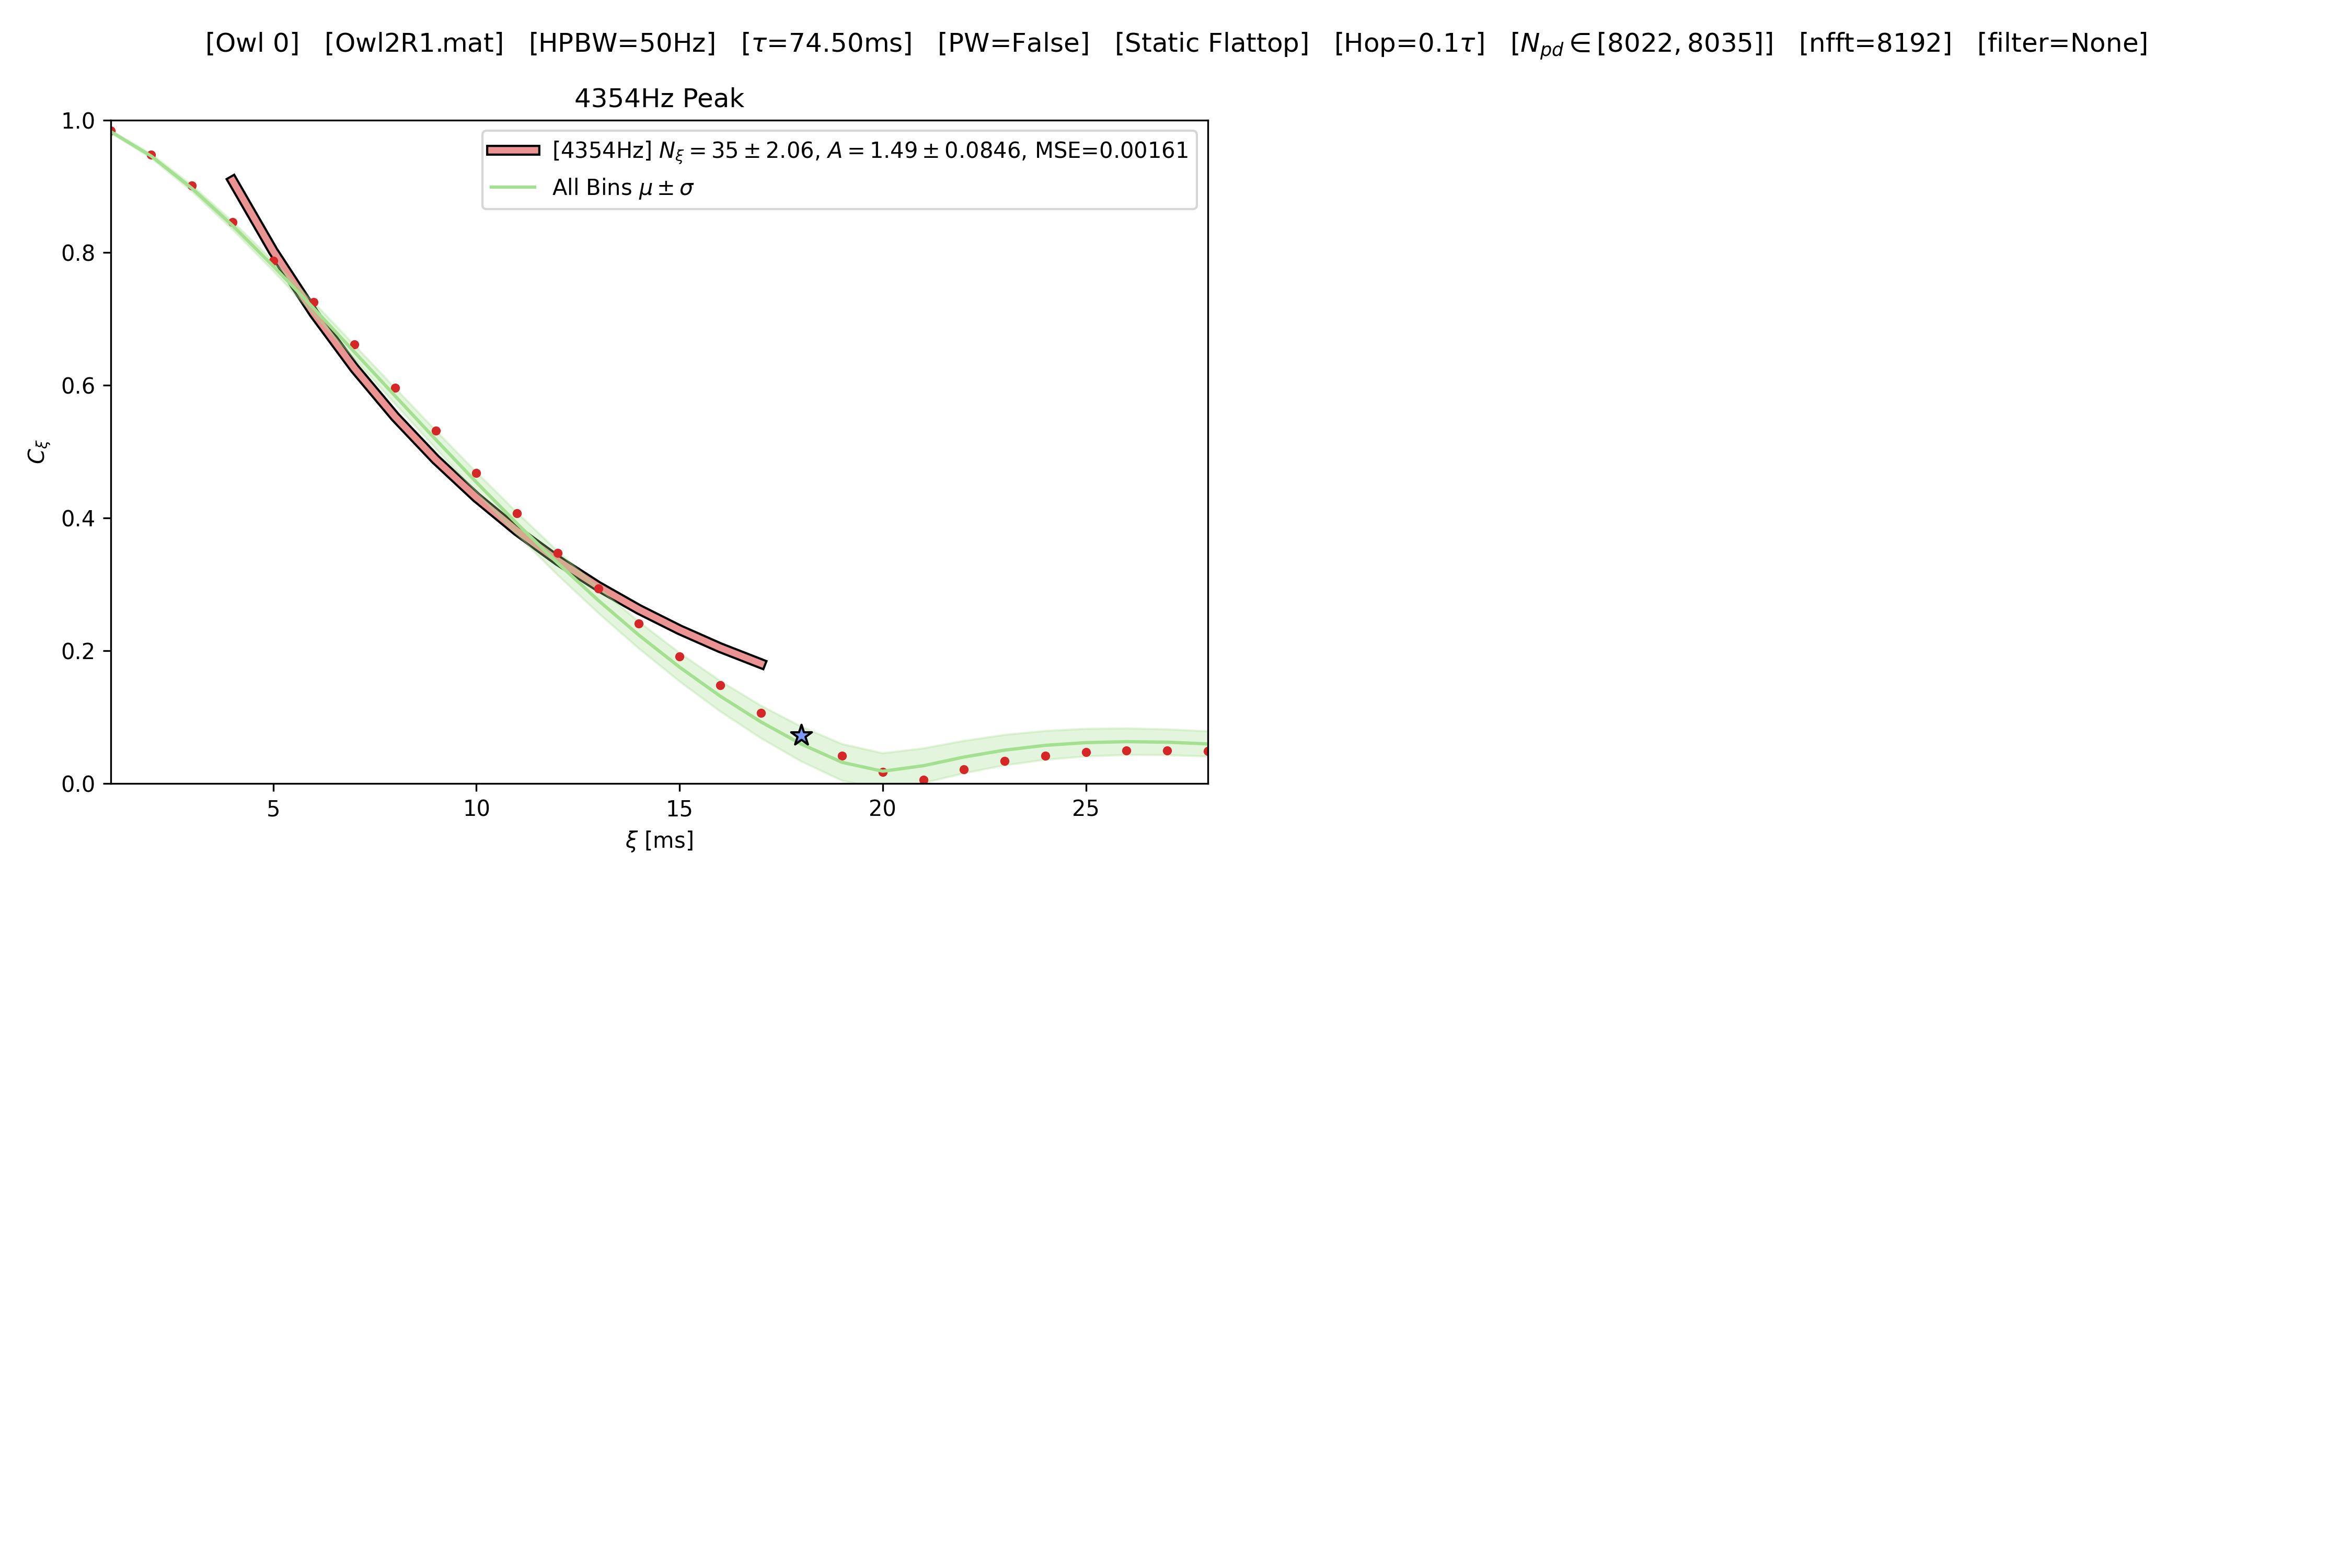 [Owl 0] [Owl2R1.mat] [HPBW=50Hz] [τ=74.50ms] [PW=False] [Static Flattop] [Hop=0.1τ] [N_pd ∈ [8022, 8035]] [nfft=8192] [filter=None]
4354Hz Peak
[4354Hz] N_ξ = 35 ± 2.06, A = 1.49 ± 0.0846, MSE=0.00161
All Bins μ ± σ
1.0
0.8
0.6
0.4
0.2
0.0
C_ξ
5 10 15 20 25
ξ [ms]